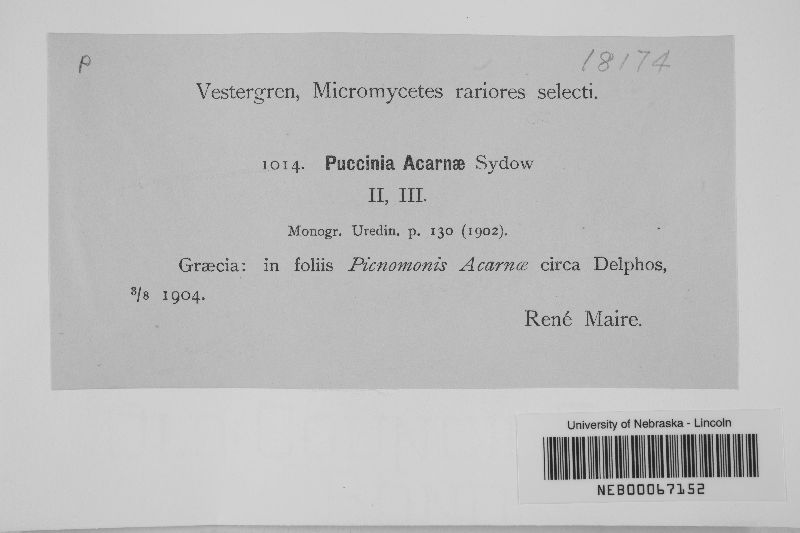 p
18174
Vestergren, Micromycetes rariores selecti.
1014. Puccinia Acarnæ Sydow
II, III.
Monogr. Uredin. p. 130 (1902).
Græcia: in foliis Picnomonis Acarnæ circa Delphos,
3/8 1904.
René Maire.
University of Nebraska - Lincoln
NEB00067152